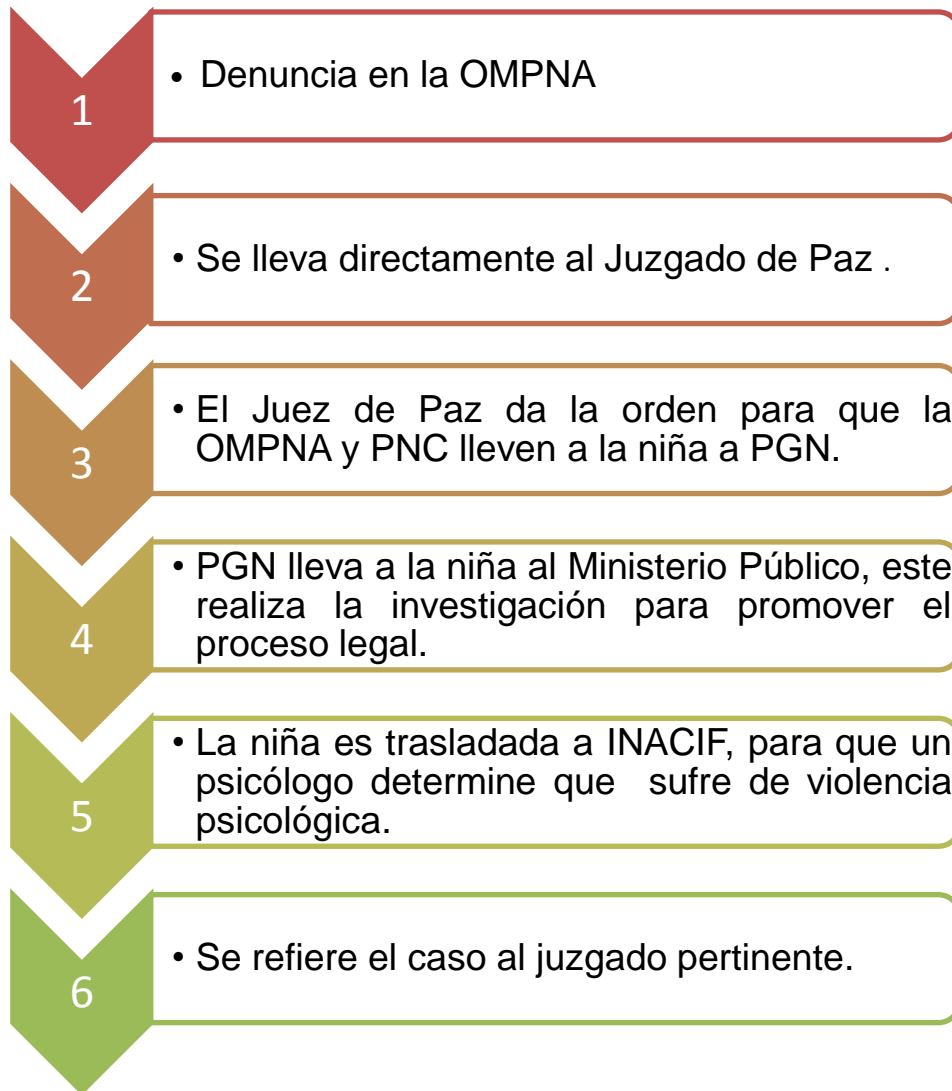 1
• Denuncia en la OMPNA
2
• Se lleva directamente al Juzgado de Paz .
3
• El Juez de Paz da la orden para que la
OMPNA y PNC lleven a la niña a PGN.
4
• PGN lleva a la niña al Ministerio Público, este
realiza la investigación para promover el
proceso legal.
5
• La niña es trasladada a INACIF, para que un
psicólogo determine que sufre de violencia
psicológica.
6
• Se refiere el caso al juzgado pertinente.